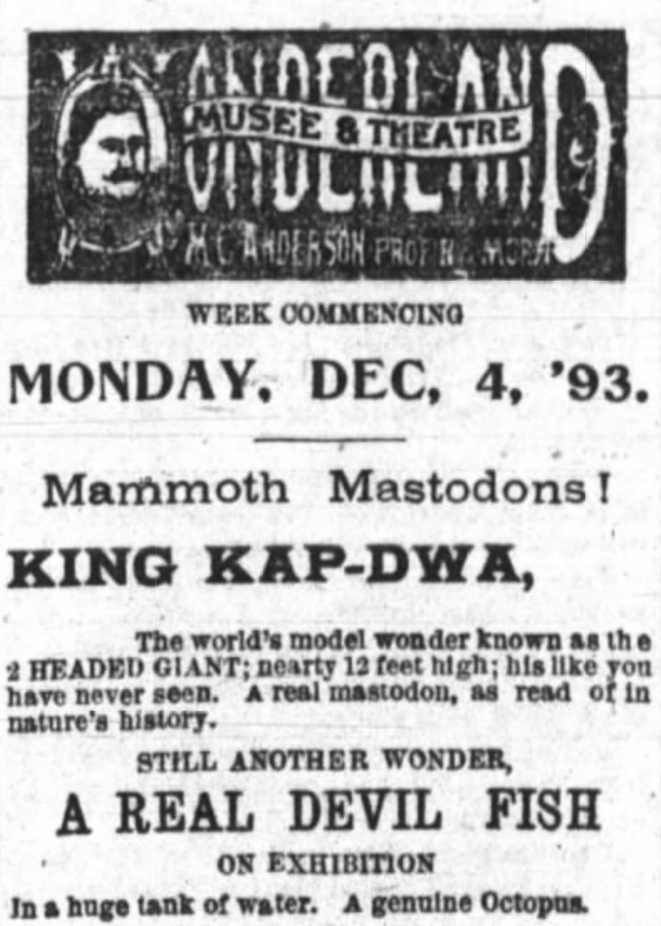 WONDERLAND
MUSEE & THEATRE
M.C. ANDERSON PROP'R & MGR
WEEK COMMENCING
MONDAY, DEC, 4, '93.
Mammoth Mastodons!
KING KAP-DWA,
The world's model wonder known as the
2 HEADED GIANT; nearty 12 feet high; his like you
have never seen. A real mastodon, as read of in
nature's history.
STILL ANOTHER WONDER,
A REAL DEVIL FISH
ON EXHIBITION
In a huge tank of water. A genuine Octopus.